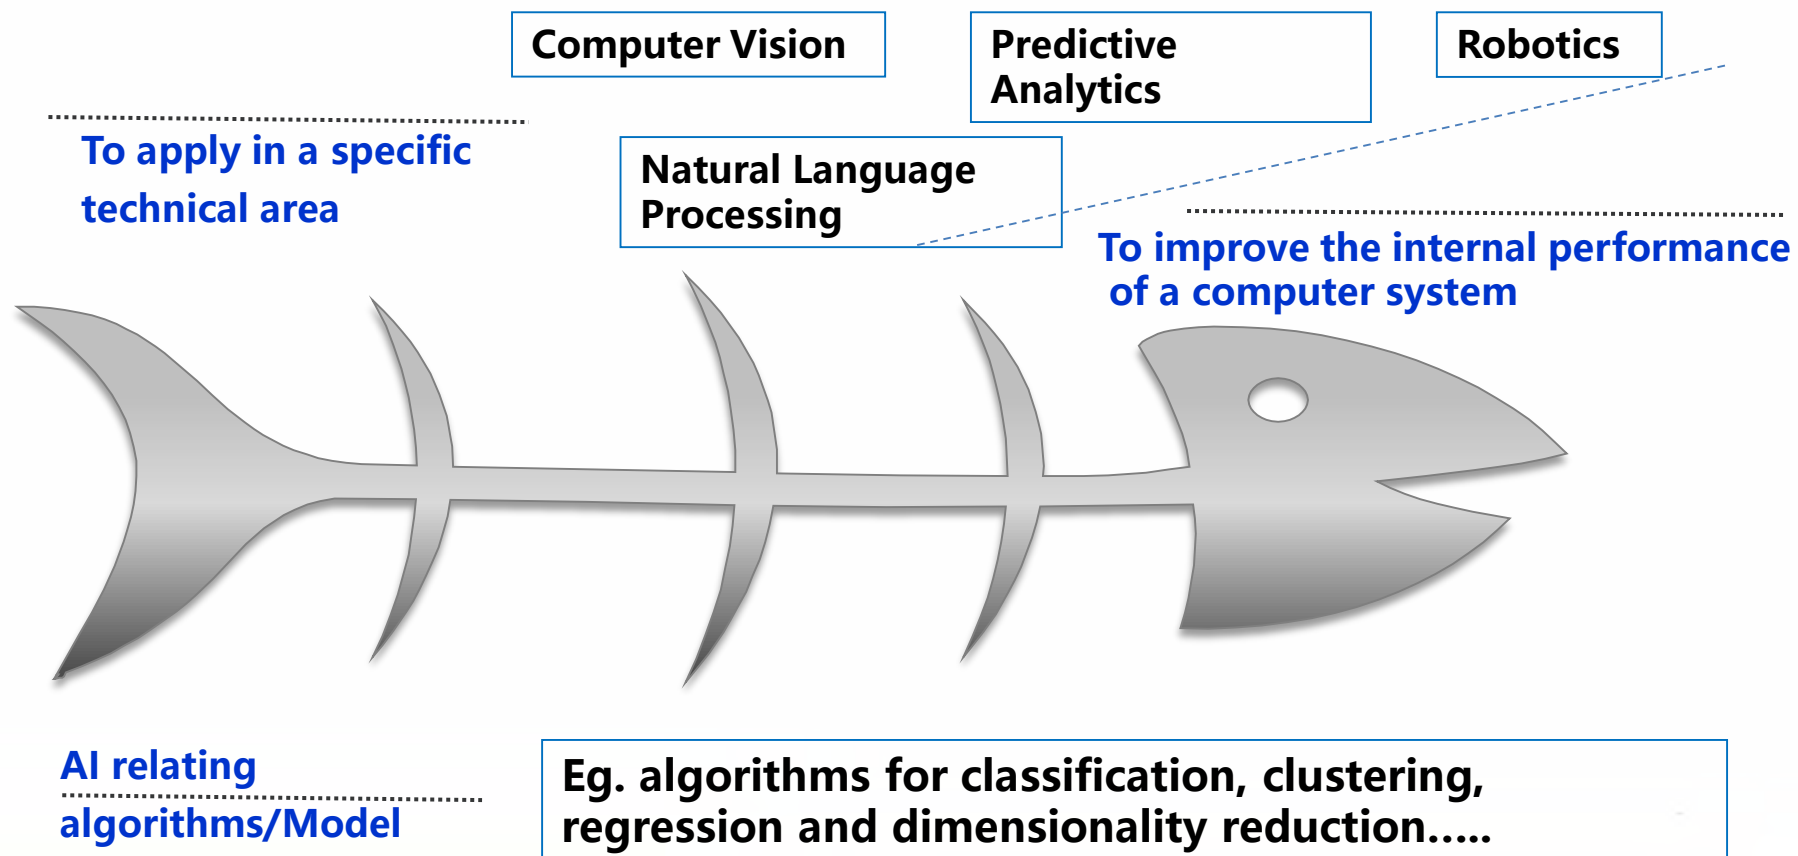 Computer Vision
Predictive
Analytics
Robotics
To apply in a specific
technical area
Natural Language
Processing
To improve the internal performance
of a computer system
AI relating
algorithms/Model
Eg. algorithms for classification, clustering,
regression and dimensionality reduction.....